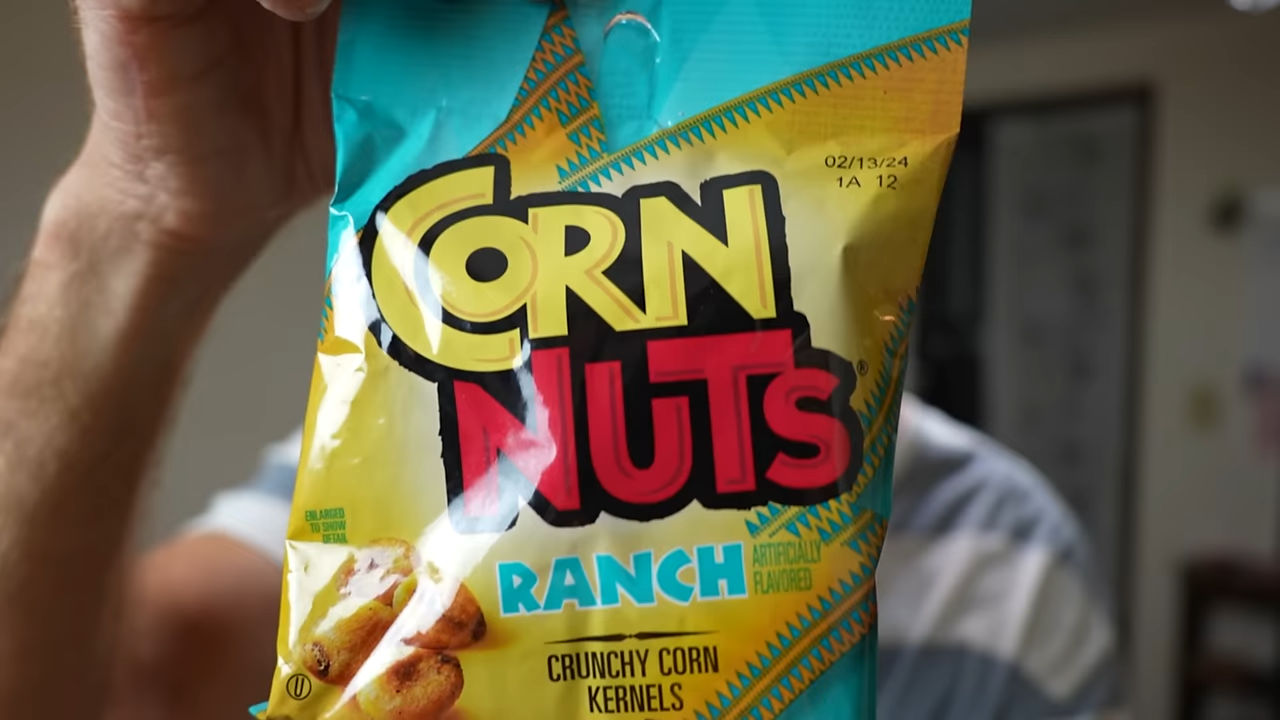 02/13/24
1A 12
CORN
NUTS®
ENLARGED
TO SHOW
DETAIL
RANCH
ARTIFICIALLY
FLAVORED
CRUNCHY CORN
KERNELS
U